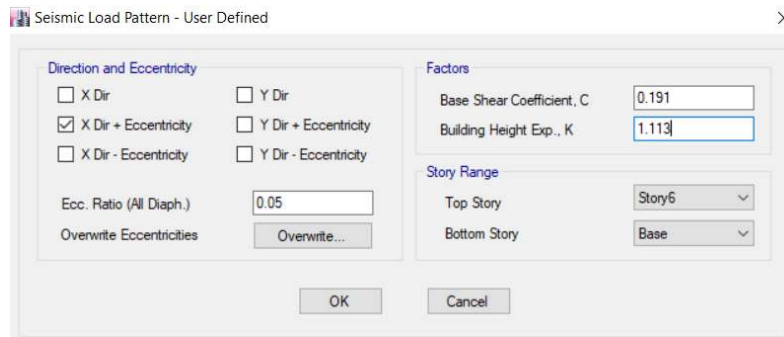 Seismic Load Pattern - User Defined
Direction and Eccentricity
X Dir
Y Dir
X Dir + Eccentricity
Y Dir + Eccentricity
X Dir - Eccentricity
Y Dir - Eccentricity
Ecc. Ratio (All Diaph.)
0.05
Overwrite Eccentricities
Overwrite...
Factors
Base Shear Coefficient, C
0.191
Building Height Exp., K
1.113
Story Range
Top Story
Story6
Bottom Story
Base
OK
Cancel